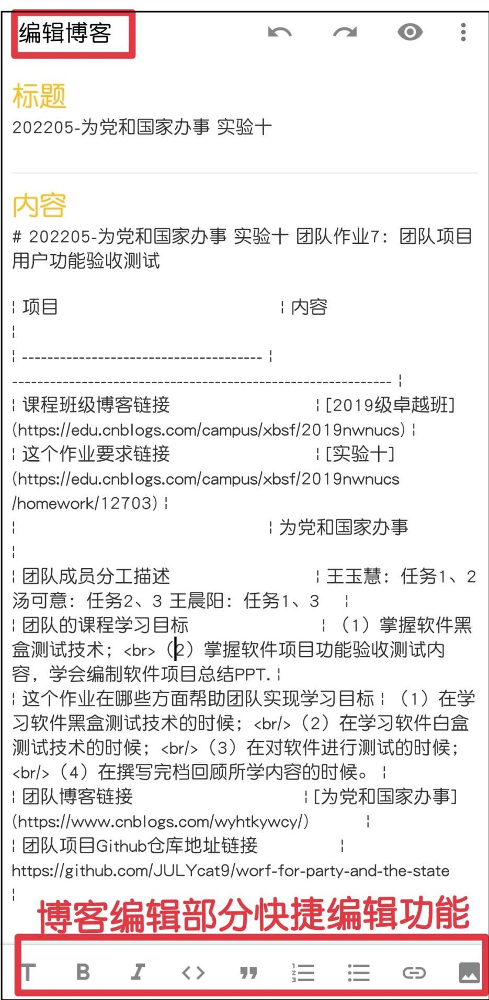 编辑博客
标题
202205-为党和国家办事 实验十
内容
# 202205-为党和国家办事 实验十 团队作业7：团队项目
用户功能验收测试
¦ 项目 ¦ 内容
¦
¦ -------------------------------------- ¦
------------------------------------------------------------ ¦
¦ 课程班级博客链接 ¦ [2019级卓越班]
(https://edu.cnblogs.com/campus/xbsf/2019nwnucs) ¦
¦ 这个作业要求链接 ¦ [实验十]
(https://edu.cnblogs.com/campus/xbsf/2019nwnucs
/homework/12703) ¦
¦ ¦ 为党和国家办事
¦
¦ 团队成员分工描述 ¦ 王玉慧：任务1、2
汤可意：任务2、3 王晨阳：任务1、3 ¦
¦ 团队的课程学习目标 ¦ （1）掌握软件黑
盒测试技术；<br>（2）掌握软件项目功能验收测试内
容，学会编制软件项目总结PPT. ¦
¦ 这个作业在哪些方面帮助团队实现学习目标 ¦ （1）在学
习软件黑盒测试技术的时候；<br/>（2）在学习软件白盒
测试技术的时候；<br/>（3）在对软件进行测试的时候；
<br/>（4）在撰写完档回顾所学内容的时候。 ¦
¦ 团队博客链接 ¦ [为党和国家办事]
(https://www.cnblogs.com/wyhtkywcy/) ¦
¦ 团队项目Github仓库地址链接 ¦
https://github.com/JULYcat9/worf-for-party-and-the-state
¦
博客编辑部分快捷编辑功能
T B I <> ” 1 2 3